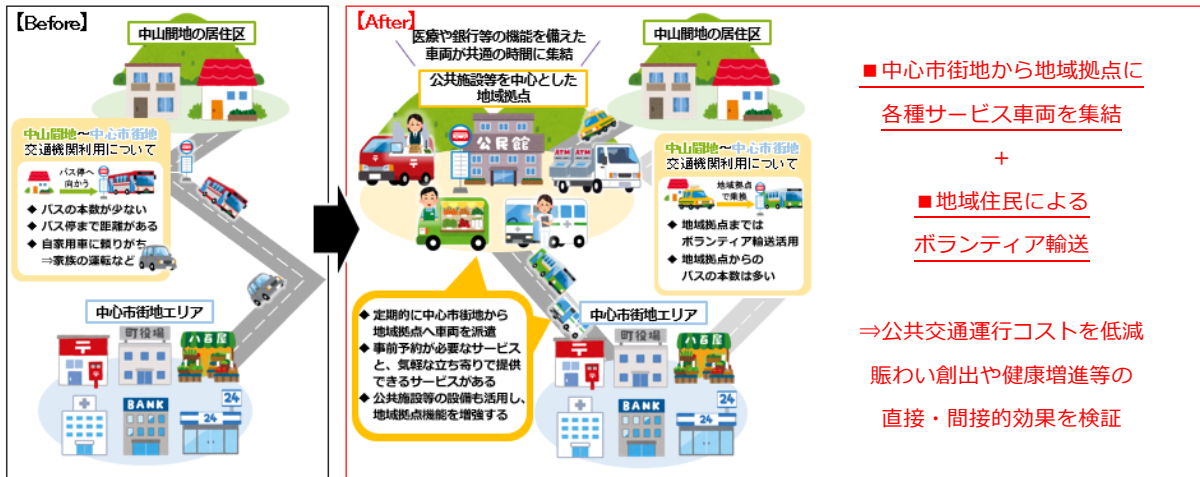 【Before】
中山間地の居住区
中山間地～中心市街地
交通機関利用について
バス停へ
向かう
◆ バスの本数が少ない
◆ バス停まで距離がある
◆ 自家用車に頼りがち
⇒家族の運転など
中心市街地エリア
〒
町役場
八百屋
BANK
24
24
【After】
医療や銀行等の機能を備えた
車両が共通の時間に集結
公共施設等を中心とした
地域拠点
中山間地の居住区
公民館
〒
ATM
ATM
中山間地～中心市街地
交通機関利用について
地域拠点
で乗換
◆ 地域拠点までは
ボランティア輸送活用
◆ 地域拠点からの
バスの本数は多い
◆ 定期的に中心市街地から
地域拠点へ車両を派遣
◆ 事前予約が必要なサービス
と、気軽な立ち寄りで提供
できるサービスがある
◆ 公共施設等の設備も活用し、
地域拠点機能を増強する
中心市街地エリア
〒
町役場
八百屋
BANK
24
24
■中心市街地から地域拠点に
各種サービス車両を集結
+
■地域住民による
ボランティア輸送
⇒公共交通運行コストを低減
賑わい創出や健康増進等の
直接・間接的効果を検証